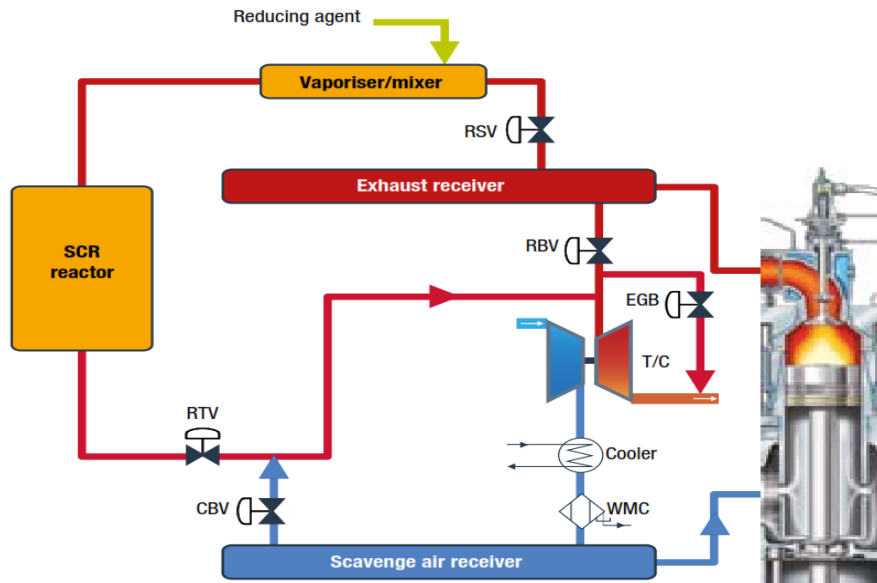 Reducing agent
Vaporiser/mixer
RSV
Exhaust receiver
SCR
reactor
RBV
EGB
T/C
RTV
Cooler
CBV
WMC
Scavenge air receiver